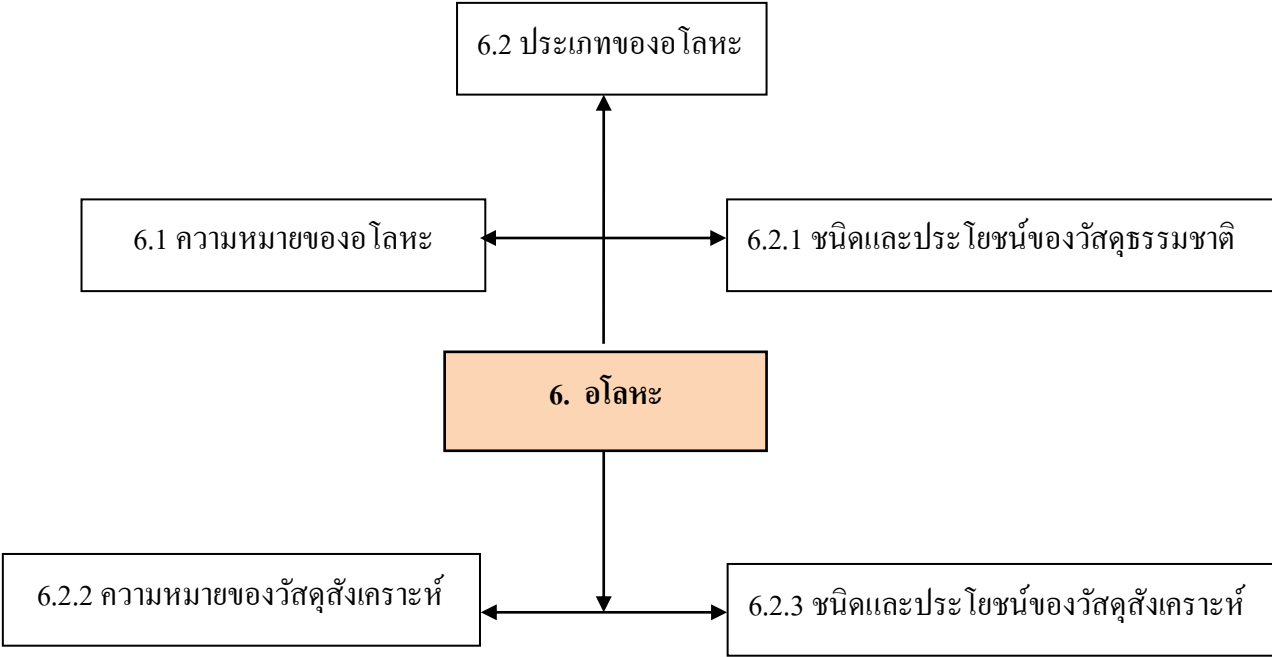 6.2 ประเภทของอโลหะ
6.1 ความหมายของอโลหะ
6.2.1 ชนิดและประโยชน์ของวัสดุธรรมชาติ
6. อโลหะ
6.2.2 ความหมายของวัสดุสังเคราะห์
6.2.3 ชนิดและประโยชน์ของวัสดุสังเคราะห์